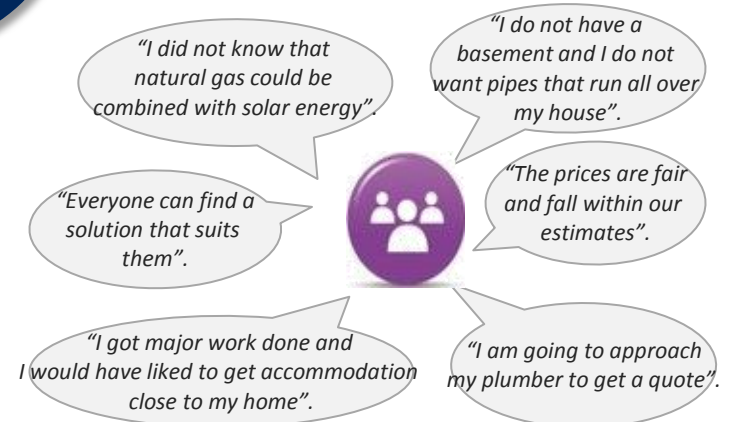 “I did not know that
natural gas could be
combined with solar energy”.
“I do not have a
basement and I do not
want pipes that run all over
my house”.
“Everyone can find a
solution that suits
them”.
“The prices are fair
and fall within our
estimates”.
“I got major work done and
I would have liked to get accommodation
close to my home”.
“I am going to approach
my plumber to get a quote”.